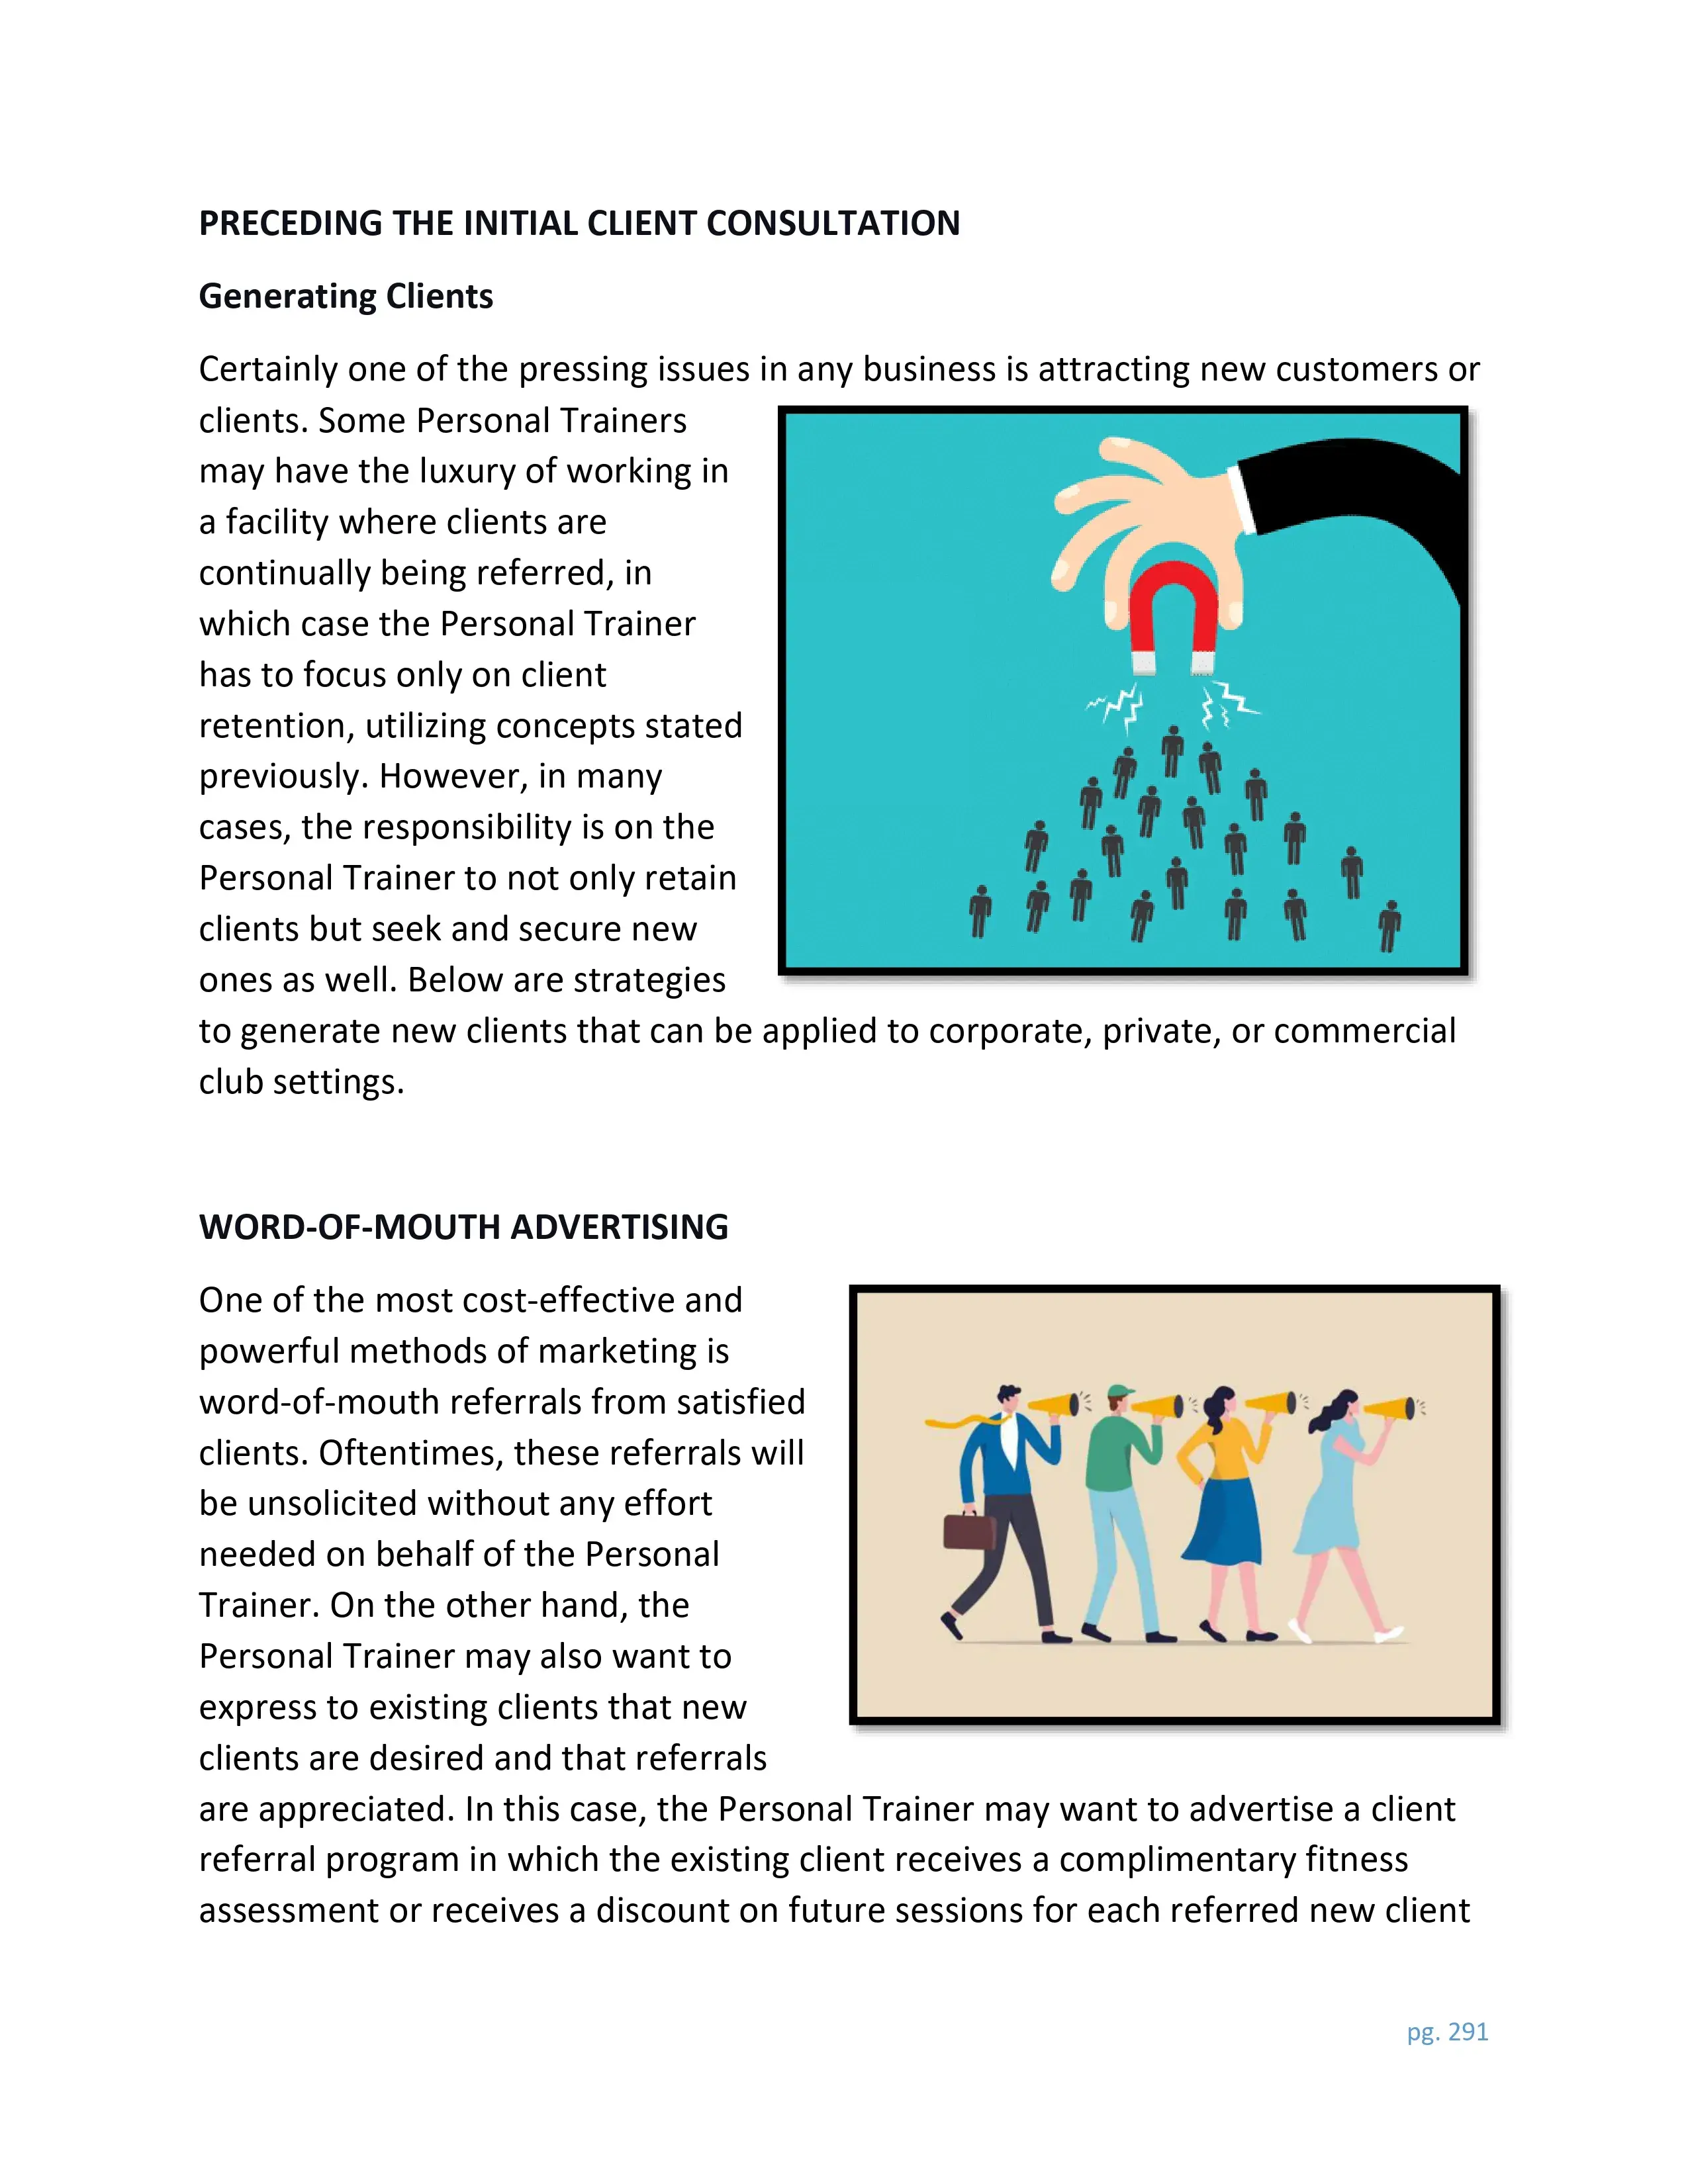 PRECEDING THE INITIAL CLIENT CONSULTATION
Generating Clients
Certainly one of the pressing issues in any business is attracting new customers or
clients. Some Personal Trainers
may have the luxury of working in
a facility where clients are
continually being referred, in
which case the Personal Trainer
has to focus only on client
retention, utilizing concepts stated
previously. However, in many
cases, the responsibility is on the
Personal Trainer to not only retain
clients but seek and secure new
ones as well. Below are strategies
to generate new clients that can be applied to corporate, private, or commercial
club settings.
WORD-OF-MOUTH ADVERTISING
One of the most cost-effective and
powerful methods of marketing is
word-of-mouth referrals from satisfied
clients. Oftentimes, these referrals will
be unsolicited without any effort
needed on behalf of the Personal
Trainer. On the other hand, the
Personal Trainer may also want to
express to existing clients that new
clients are desired and that referrals
are appreciated. In this case, the Personal Trainer may want to advertise a client
referral program in which the existing client receives a complimentary fitness
assessment or receives a discount on future sessions for each referred new client
pg. 291